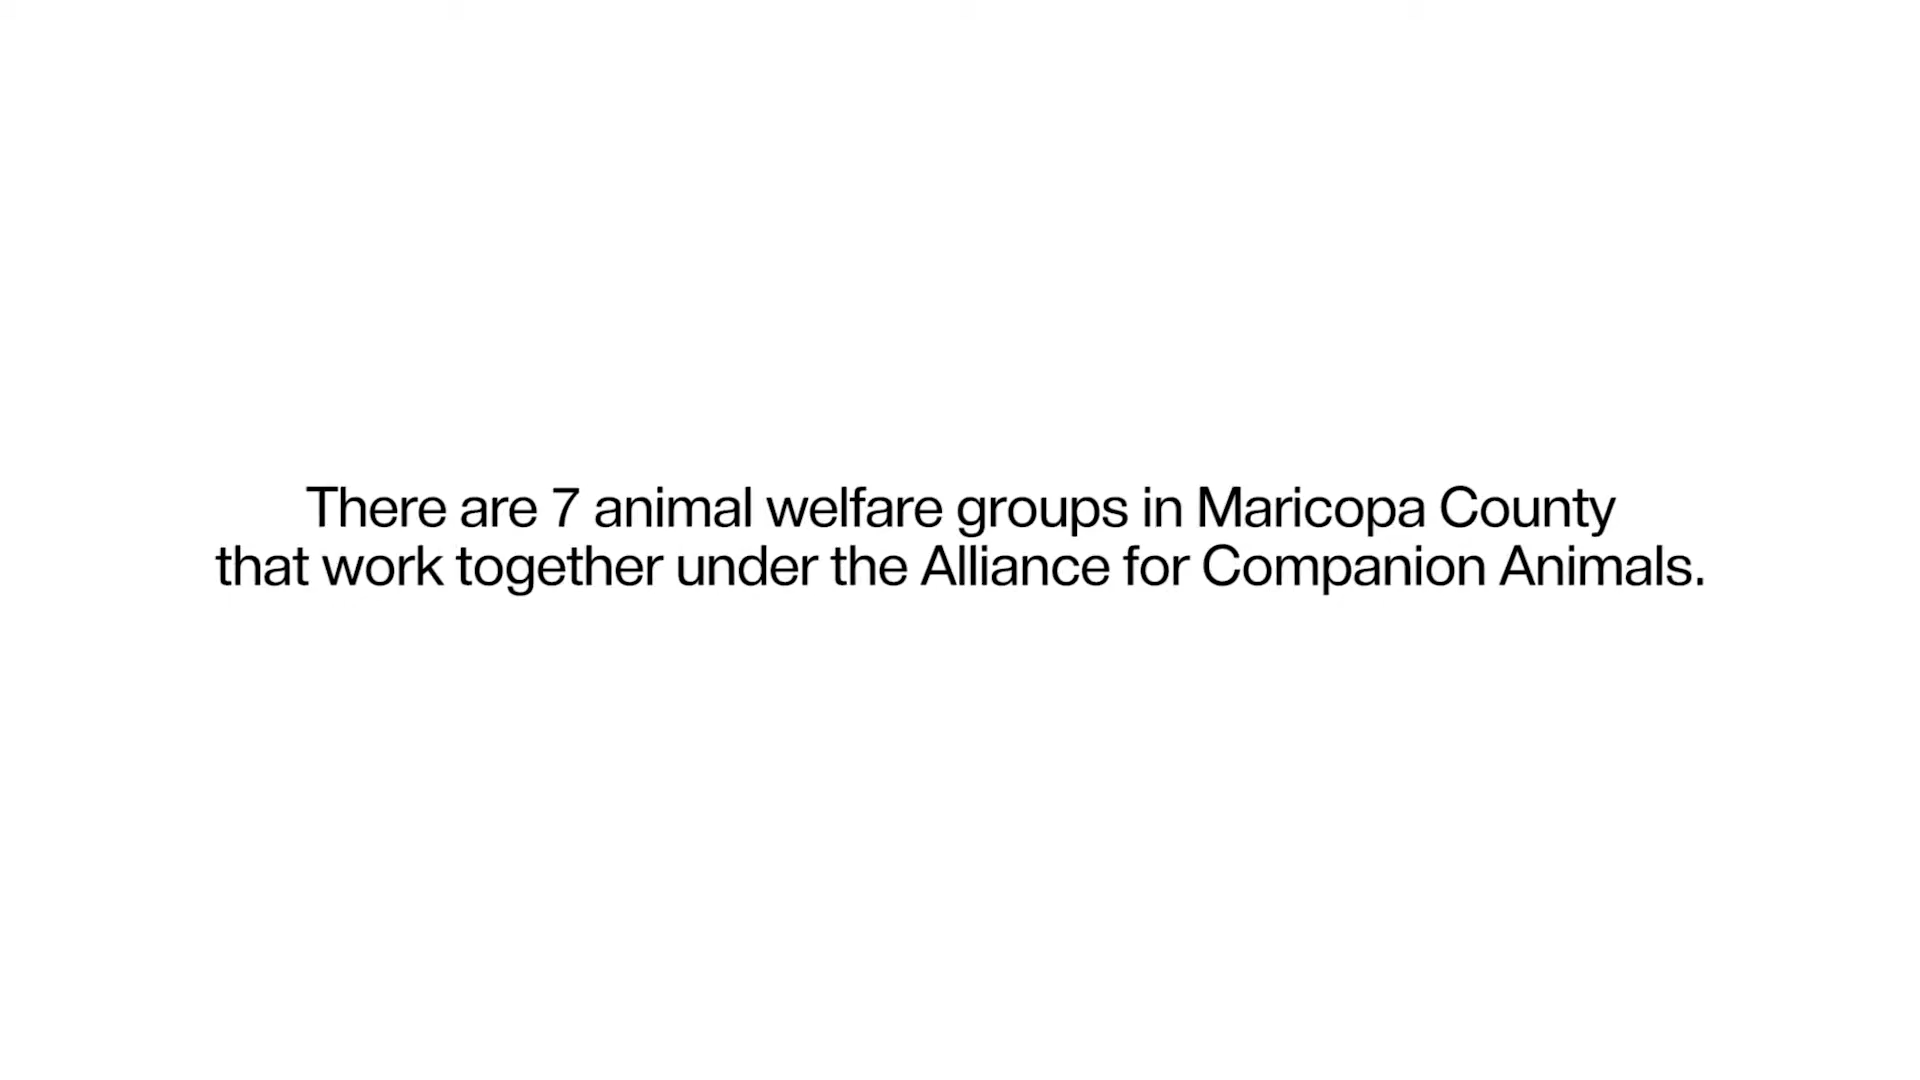 There are 7 animal welfare groups in Maricopa County
that work together under the Alliance for Companion Animals.